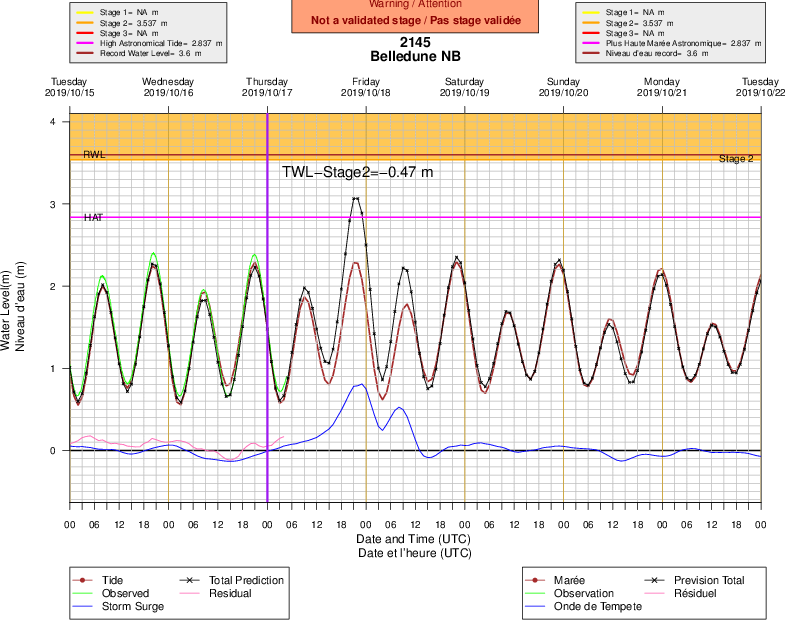 Stage 1= NA m
Stage 2= 3.537 m
Stage 3= NA m
High Astronomical Tide= 2.837 m
Record Water Level= 3.6 m
Warning / Attention
Not a validated stage / Pas stage validée
Stage 1= NA m
Stage 2= 3.537 m
Stage 3= NA m
Plus Haute Marée Astronomique= 2.837 m
Niveau d'eau record= 3.6 m
2145
Belledune NB
Tuesday Wednesday Thursday Friday Saturday Sunday Monday Tuesday
2019/10/15 2019/10/16 2019/10/17 2019/10/18 2019/10/19 2019/10/20 2019/10/21 2019/10/22
4
RWL
Stage 2
TWL−Stage2=−0.47 m
3
HAT
2
1
0
Water Level(m)
Niveau d'eau (m)
00 06 12 18 00 06 12 18 00 06 12 18 00 06 12 18 00 06 12 18 00 06 12 18 00 06 12 18 00
Date and Time (UTC)
Date et l'heure (UTC)
Tide Total Prediction
Observed Residual
Storm Surge
Marée Prevision Total
Observation Résiduel
Onde de Tempete